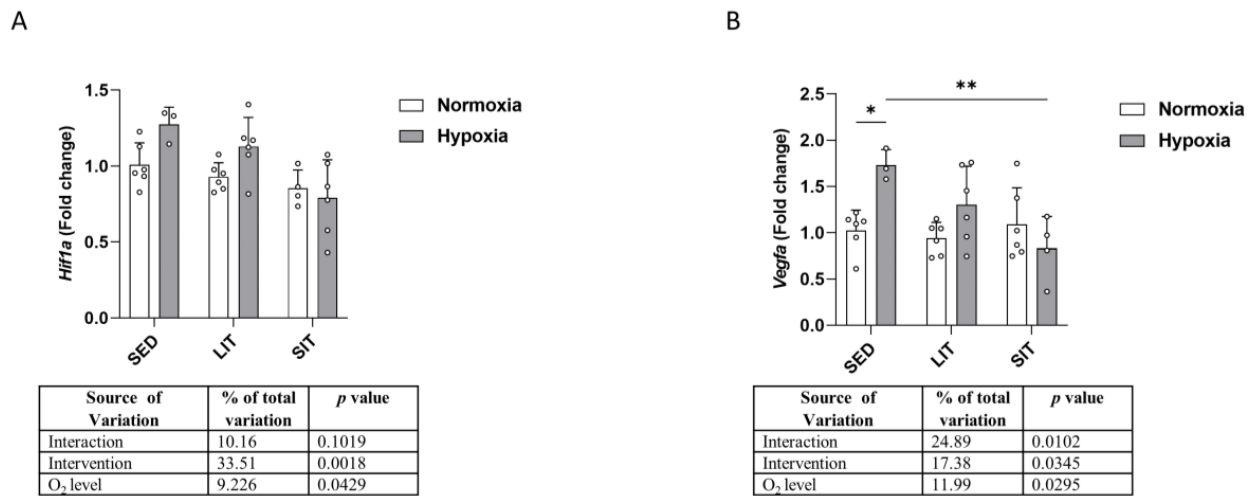 A
1.5
1.0
0.5
0.0
Hif1a (Fold change)
SED
LIT
SIT
Normoxia
Hypoxia
Source of Variation
% of total variation
p value
Interaction
10.16
0.1019
Intervention
33.51
0.0018
O₂ level
9.226
0.0429
B
2.5
2.0
1.5
1.0
0.5
0.0
Vegfa (Fold change)
*
**
SED
LIT
SIT
Normoxia
Hypoxia
Source of Variation
% of total variation
p value
Interaction
24.89
0.0102
Intervention
17.38
0.0345
O₂ level
11.99
0.0295